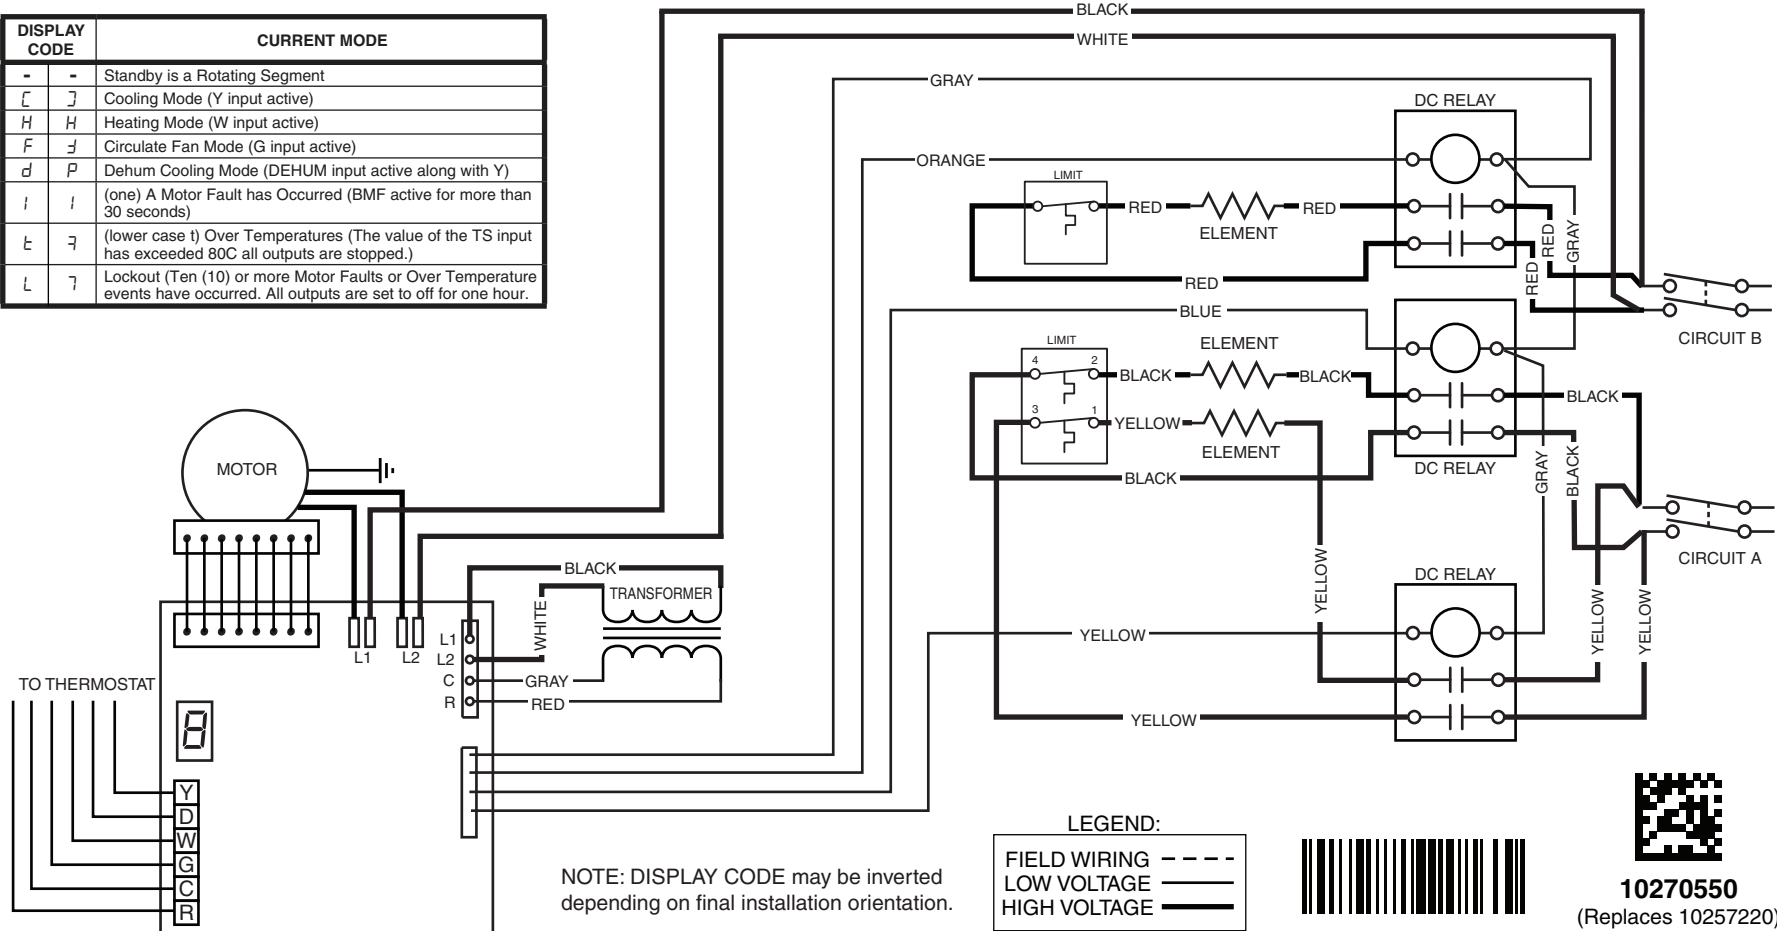 DISPLAY CODE CURRENT MODE
- - Standby is a Rotating Segment
Cooling Mode (Y input active)
H H Heating Mode (W input active)
F Circulate Fan Mode (G input active)
d P Dehum Cooling Mode (DEHUM input active along with Y)
(one) A Motor Fault has Occurred (BMF active for more than
30 seconds)
t (lower case t) Over Temperatures (The value of the TS input
has exceeded 80C all outputs are stopped.)
L Lockout (Ten (10) or more Motor Faults or Over Temperature
events have occurred. All outputs are set to off for one hour.
BLACK
WHITE
GRAY
DC RELAY
ORANGE
LIMIT
RED
RED
ELEMENT
RED
RED
RED
GRAY
CIRCUIT B
BLUE
LIMIT
ELEMENT
4 2
BLACK
BLACK
BLACK
3 1
YELLOW
ELEMENT
DC RELAY
BLACK
GRAY
BLACK
CIRCUIT A
MOTOR
BLACK
TRANSFORMER
WHITE
L1
L2
L1
L2
C
GRAY
R
RED
YELLOW
DC RELAY
YELLOW
YELLOW
YELLOW
YELLOW
TO THERMOSTAT
8
Y
D
W
G
C
R
NOTE: DISPLAY CODE may be inverted
depending on final installation orientation.
LEGEND:
FIELD WIRING
LOW VOLTAGE
HIGH VOLTAGE
10270550
(Replaces 10257220)